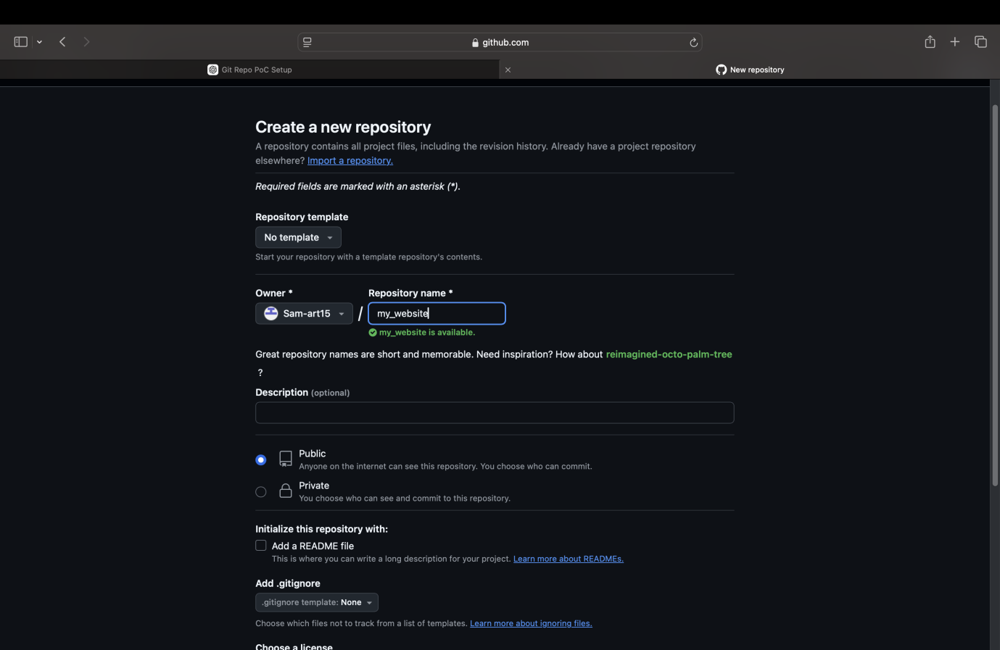 github.com
Git Repo PoC Setup
New repository
Create a new repository
A repository contains all project files, including the revision history. Already have a project repository
elsewhere? Import a repository.
Required fields are marked with an asterisk (*).
Repository template
No template
Start your repository with a template repository's contents.
Owner *
Repository name *
Sam-art15
/
my_website
my_website is available.
Great repository names are short and memorable. Need inspiration? How about reimagined-octo-palm-tree
?
Description (optional)
Public
Anyone on the internet can see this repository. You choose who can commit.
Private
You choose who can see and commit to this repository.
Initialize this repository with:
Add a README file
This is where you can write a long description for your project. Learn more about READMEs.
Add .gitignore
.gitignore template: None
Choose which files not to track from a list of templates. Learn more about ignoring files.
Choose a license